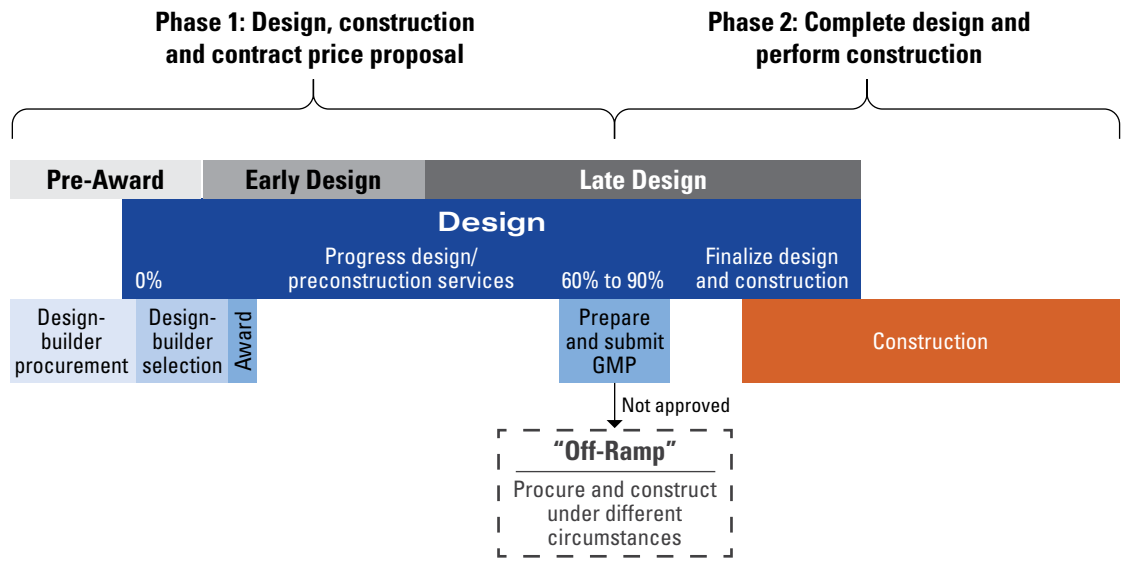 Phase 1: Design, construction
and contract price proposal
Phase 2: Complete design and
perform construction
Pre-Award
Early Design
Late Design
Design
0%
Progress design/
preconstruction services
60% to 90%
Finalize design
and construction
Design-
builder
procurement
Design-
builder
selection
Award
Prepare
and submit
GMP
Construction
Not approved
“Off-Ramp”
Procure and construct
under different
circumstances